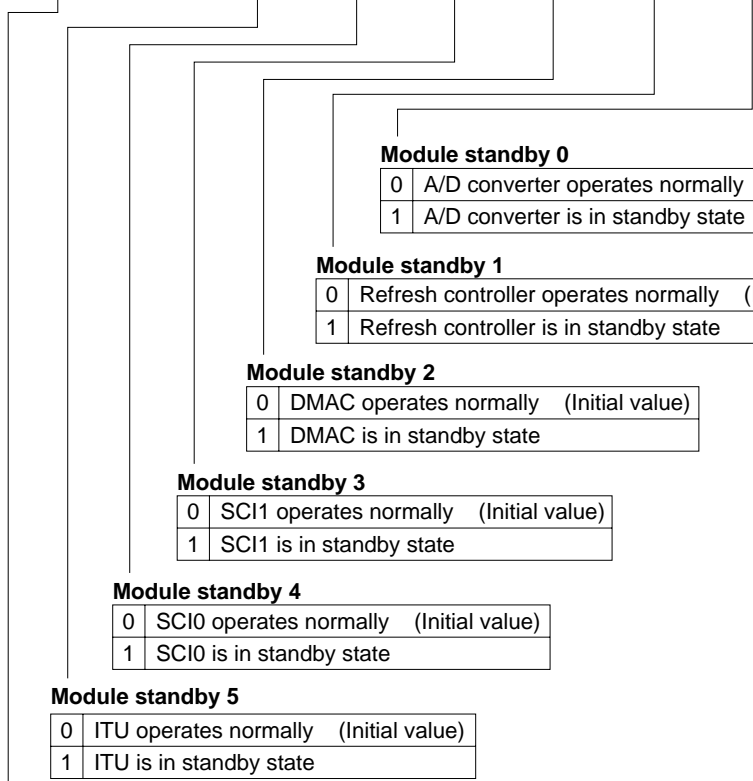 Module standby 0
0 A/D converter operates normally
1 A/D converter is in standby state
Module standby 1
0 Refresh controller operates normally (
1 Refresh controller is in standby state
Module standby 2
0 DMAC operates normally (Initial value)
1 DMAC is in standby state
Module standby 3
0 SCI1 operates normally (Initial value)
1 SCI1 is in standby state
Module standby 4
0 SCI0 operates normally (Initial value)
1 SCI0 is in standby state
Module standby 5
0 ITU operates normally (Initial value)
1 ITU is in standby state